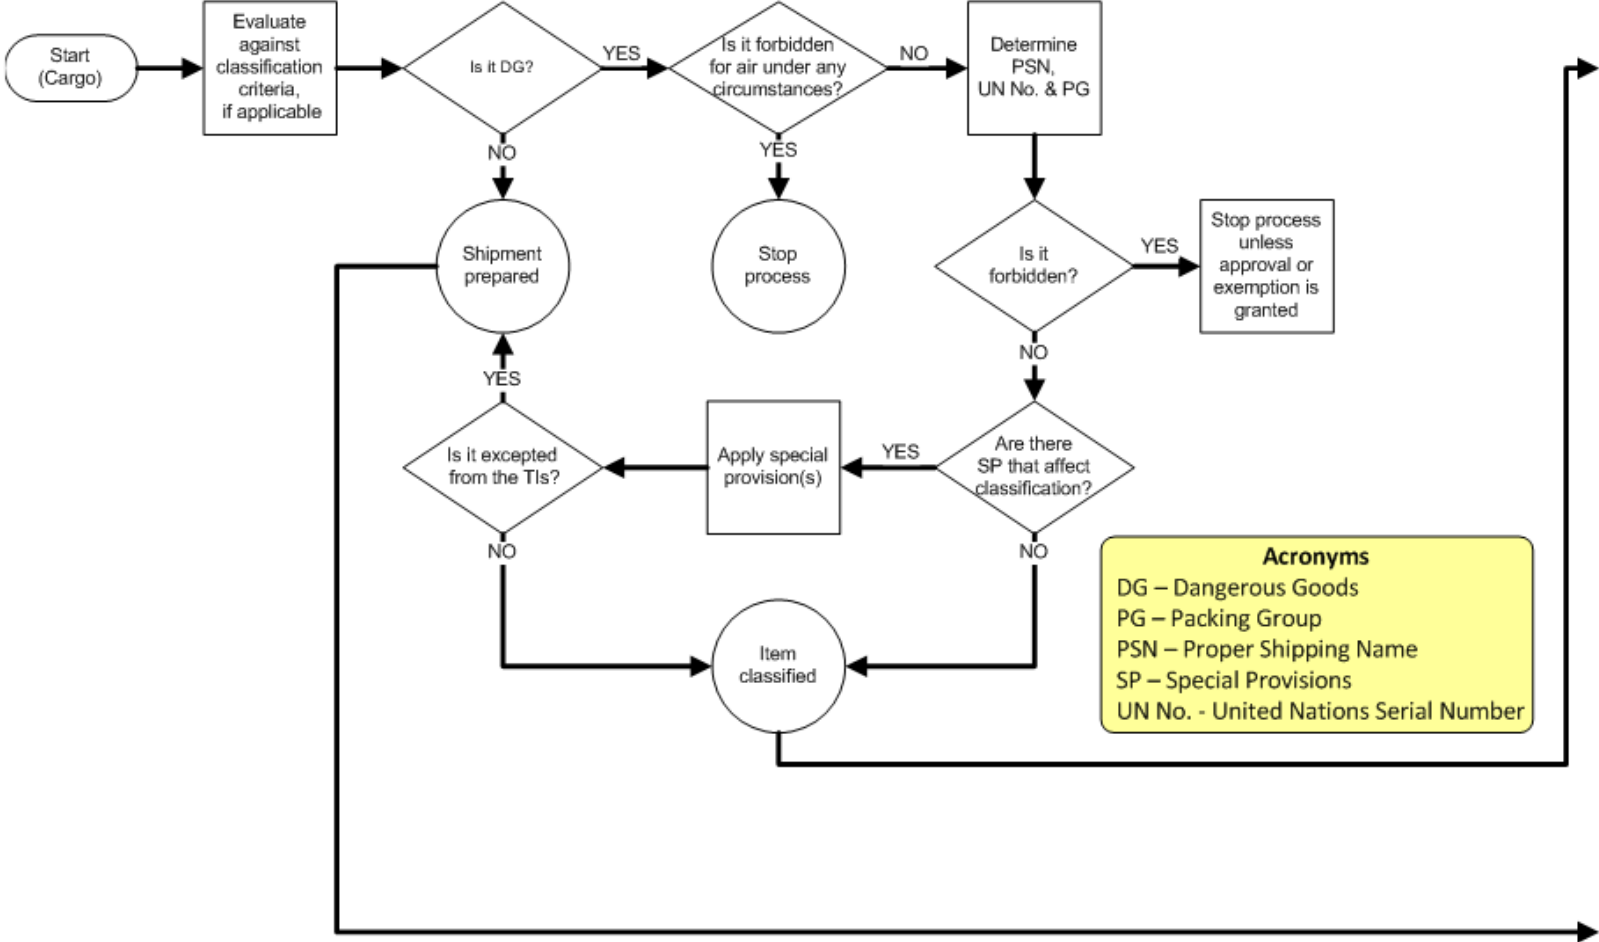 Start
(Cargo)
Evaluate
against
classification
criteria,
if applicable
Is it DG?
YES
Is it forbidden
for air under any
circumstances?
NO
Determine
PSN,
UN No. & PG
NO
YES
Shipment
prepared
Stop
process
Is it
forbidden?
YES
Stop process
unless
approval or
exemption is
granted
NO
YES
Is it excepted
from the TIs?
Apply special
provision(s)
YES
Are there
SP that affect
classification?
NO
NO
Item
classified
Acronyms
DG – Dangerous Goods
PG – Packing Group
PSN – Proper Shipping Name
SP – Special Provisions
UN No. - United Nations Serial Number